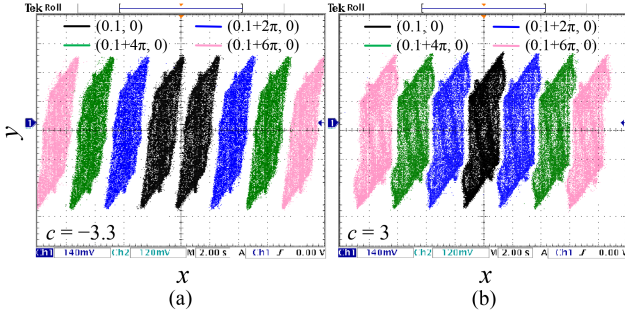 Tek Roll
(0.1, 0) (0.1+2π, 0)
(0.1+4π, 0) (0.1+6π, 0)
1
y
c = −3.3
Ch1 140mV Ch2 120mV M 2.00 s A Ch1 ƒ 0.00 V
x
(a)
Tek Roll
(0.1, 0) (0.1+2π, 0)
(0.1+4π, 0) (0.1+6π, 0)
1
c = 3
Ch1 140mV Ch2 120mV M 2.00 s A Ch1 ƒ 0.00 V
x
(b)